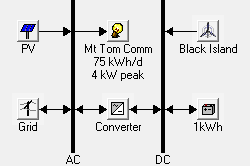 PV
Mt Tom Comm
75 kWh/d
4 kW peak
Black Island
Grid
Converter
1kWh
AC
DC